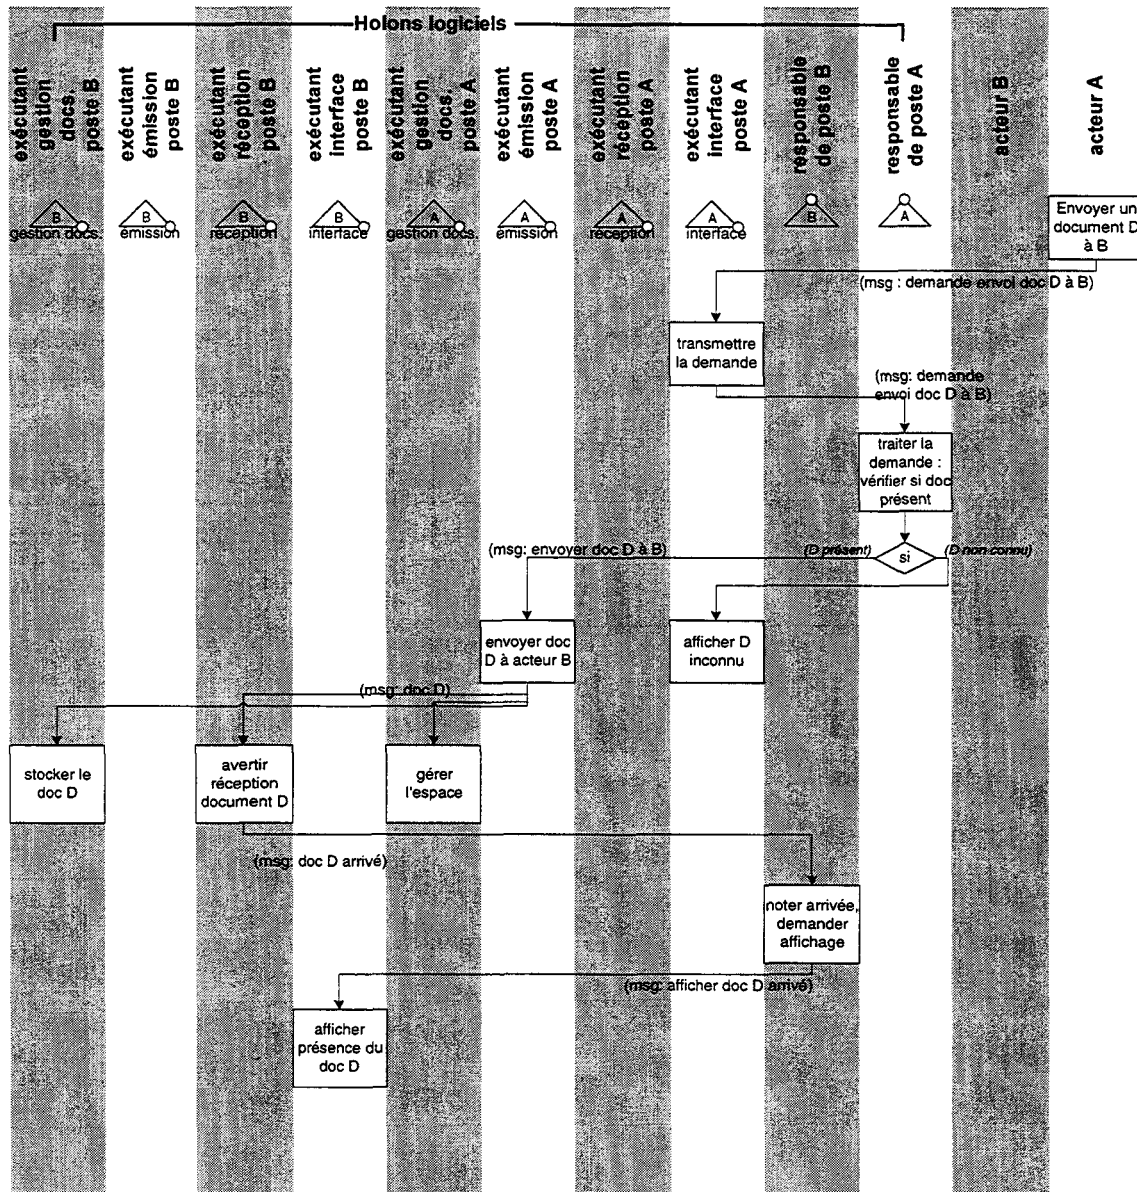 Holons logiciels
exécutant
gestion
docs.
poste B
exécutant
émission
poste B
exécutant
réception
poste B
exécutant
interface
poste B
exécutant
gestion
docs.
poste A
exécutant
émission
poste A
exécutant
réception
poste A
exécutant
interface
poste A
responsable
de poste B
responsable
de poste A
acteur B
acteur A
B
gestion docs.
B
émission
B
réception
B
interface
A
gestion docs.
A
émission
A
réception
A
interface
B
A
Envoyer un
document D
à B
(msg : demande envoi doc D à B)
transmettre
la demande
(msg: demande
envoi doc D à B)
traiter la
demande :
vérifier si doc
présent
(msg: envoyer doc D à B)
(D présent)
si
(D non-connu)
envoyer doc
D à acteur B
afficher D
inconnu
(msg: doc D)
stocker le
doc D
avertir
réception
document D
gérer
l'espace
(msg: doc D arrivé)
noter arrivée,
demander
affichage
(msg: afficher doc D arrivé)
afficher
présence du
doc D